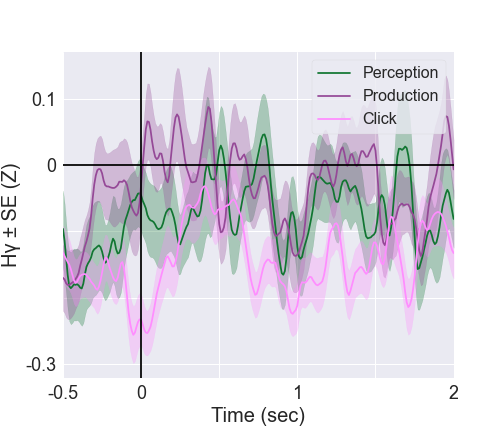 Perception
Production
Click
0.1
0
-0.3
Hγ ± SE (Z)
-0.5
0
1
2
Time (sec)